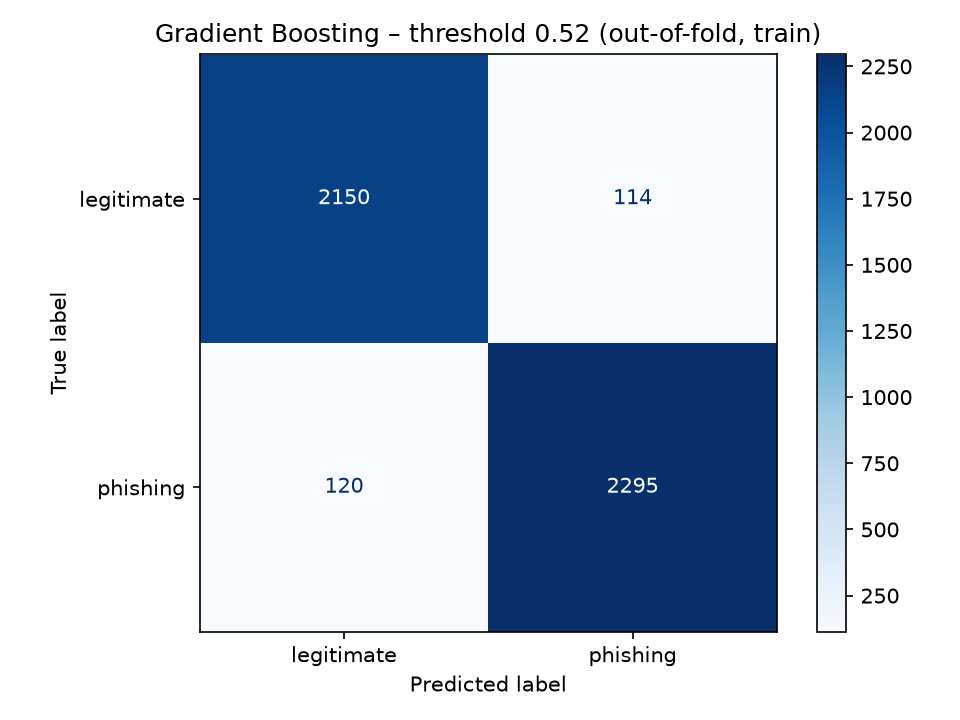 Gradient Boosting – threshold 0.52 (out-of-fold, train)
legitimate
2150
114
phishing
120
2295
True label
legitimate
phishing
Predicted label
2250
2000
1750
1500
1250
1000
750
500
250